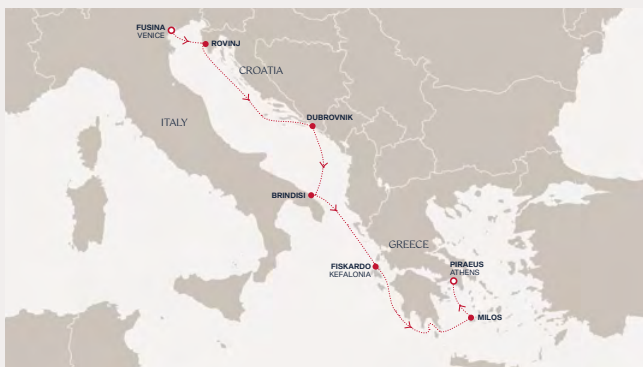 FUSINA
VENICE
ROVINJ
CROATIA
DUBROVNIK
ITALY
BRINDISI
GREECE
FISKARDO
KEFALONIA
PIRAEUS
ATHENS
MILOS